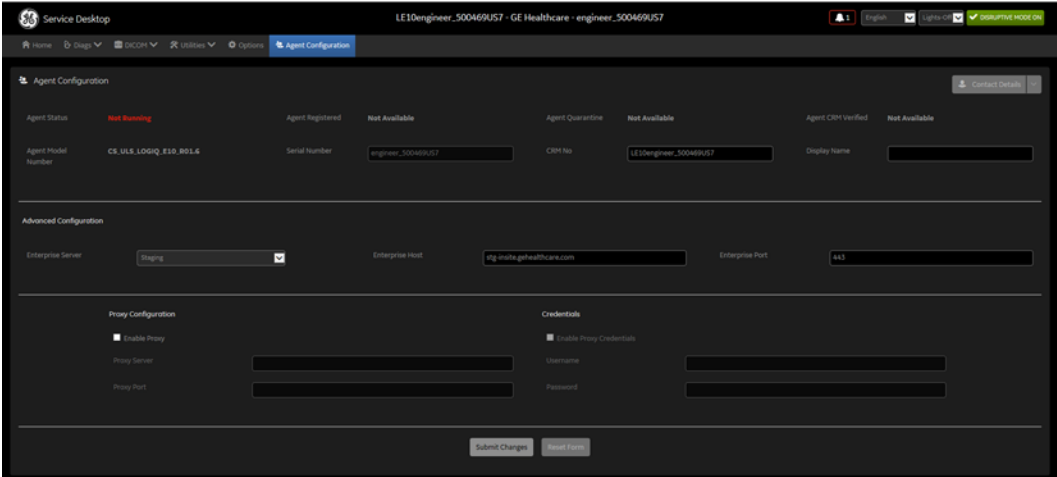 Service Desktop
LE10engineer_500469US7 - GE Healthcare - engineer_500469US7
1
English
Lights-Off
DISRUPTIVE MODE ON
Home
Diags
DICOM
Utilities
Options
Agent Configuration
Agent Configuration
Contact Details
Agent Status
Not Running
Agent Registered
Not Available
Agent Quarantine
Not Available
Agent CRM Verified
Not Available
Agent Model
Number
CS_ULS_LOGIQ_E10_R01.6
Serial Number
engineer_500469US7
CRM No
LE10engineer_500469US7
Display Name
Advanced Configuration
Enterprise Server
Staging
Enterprise Host
stg-insite.gehealthcare.com
Enterprise Port
443
Proxy Configuration
Credentials
Enable Proxy
Enable Proxy Credentials
Proxy Server
Username
Proxy Port
Password
Submit Changes
Reset Form